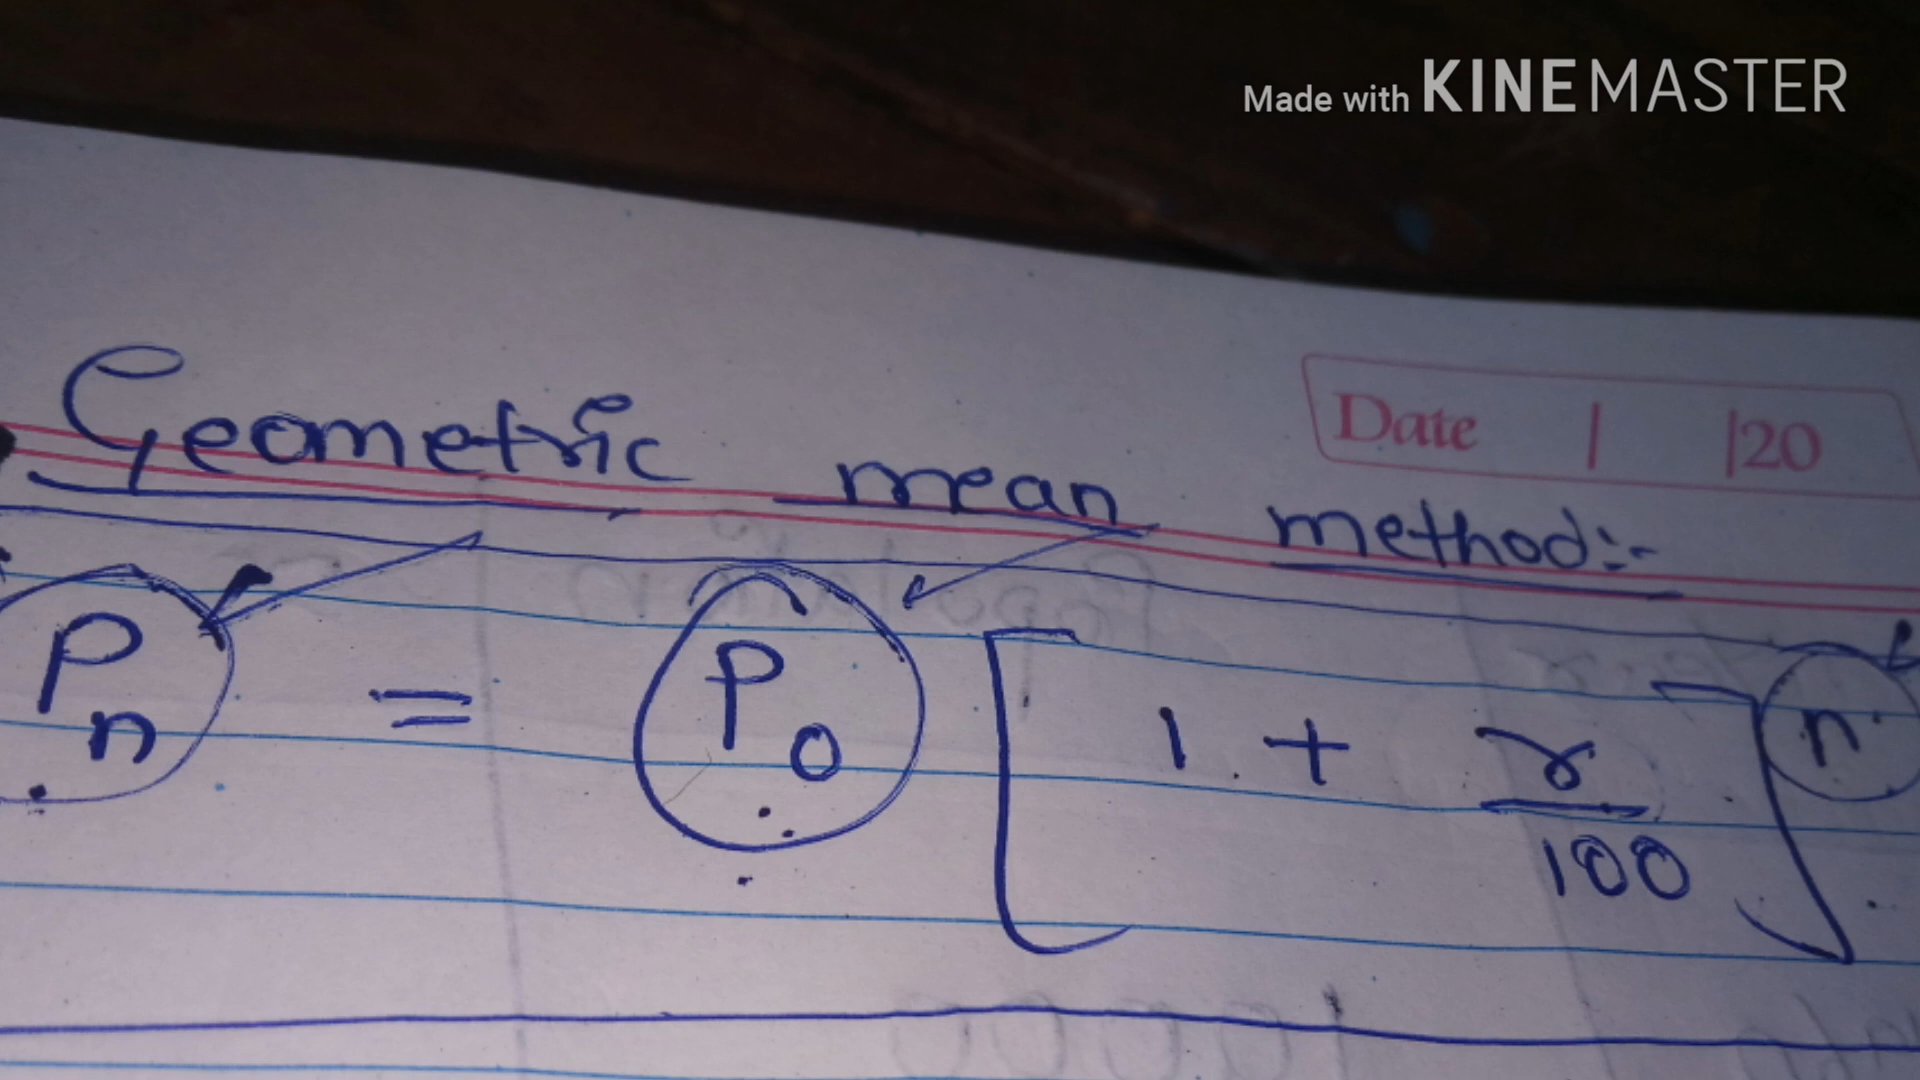 Made with KINEMASTER
Date / /20
Geometric mean method:-
Pn = P0 [1 + r/100]n